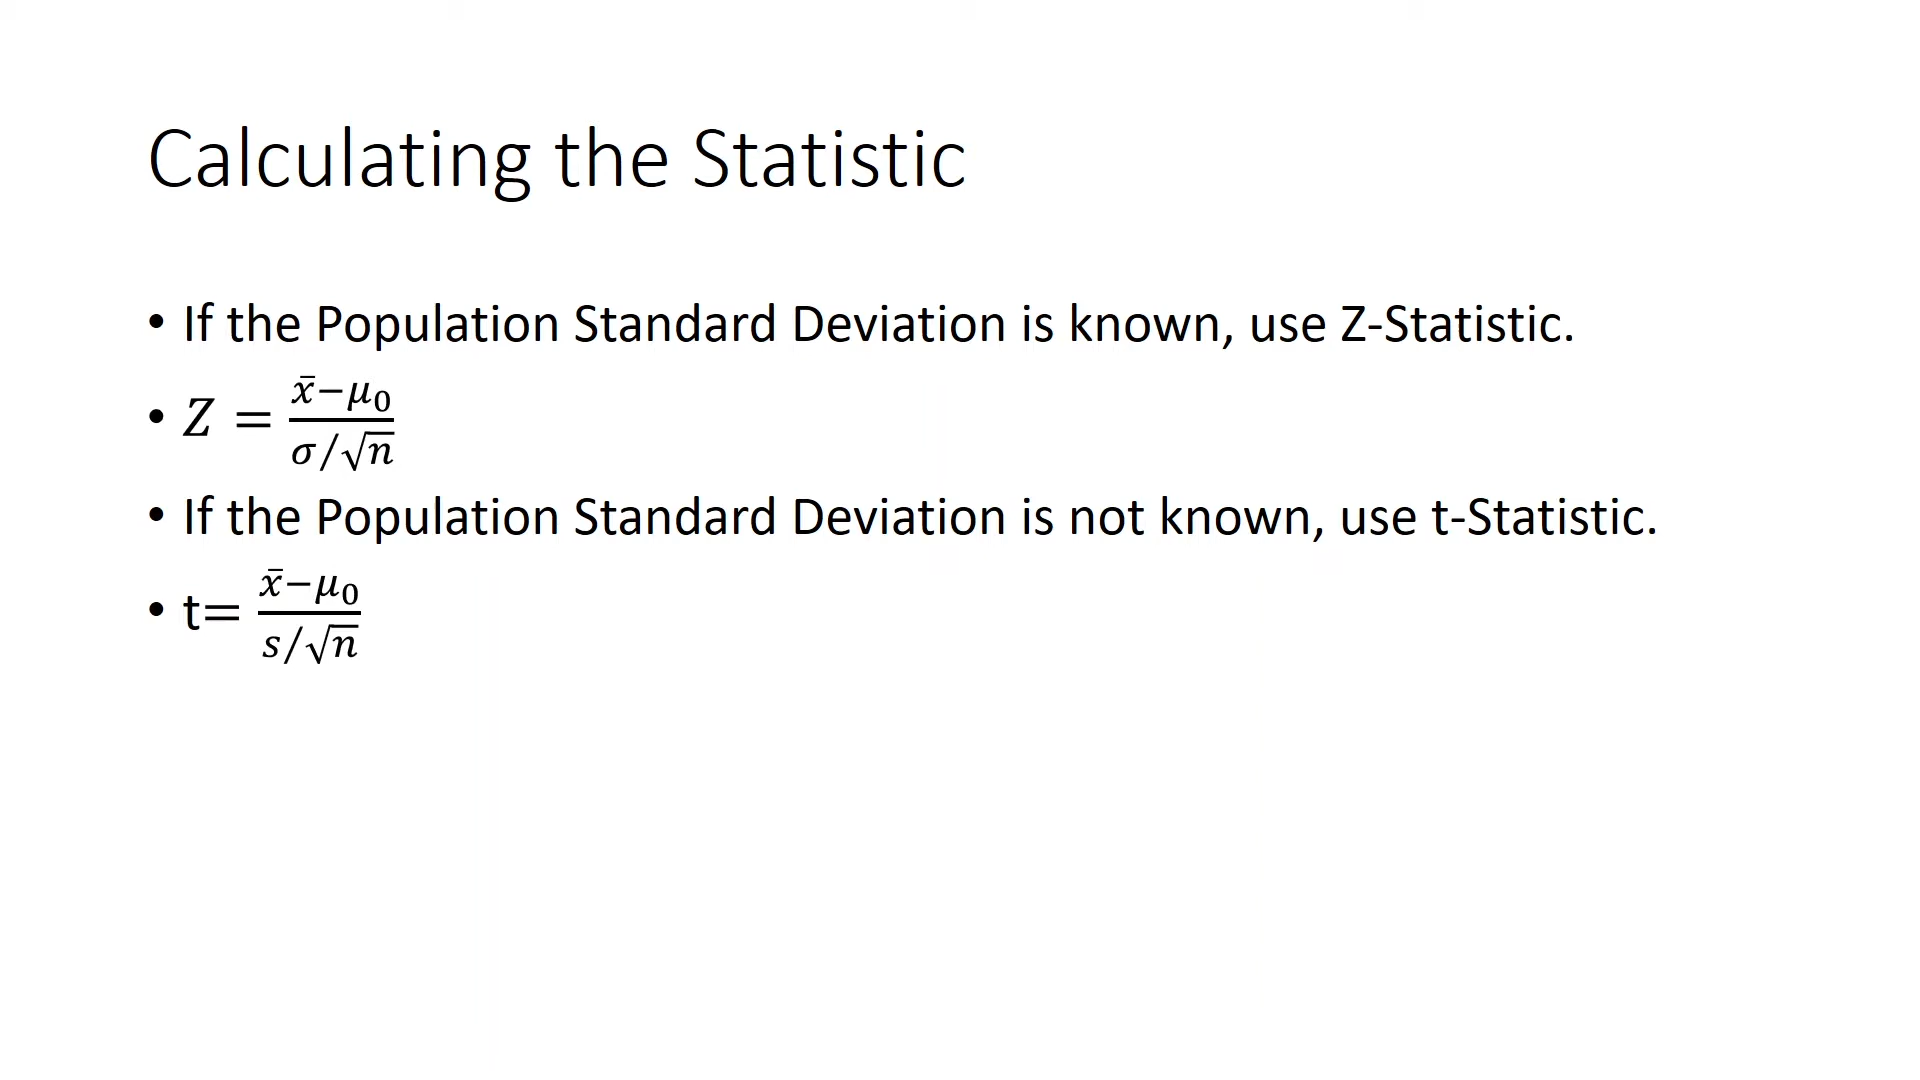 Calculating the Statistic
• If the Population Standard Deviation is known, use Z-Statistic.
• Z = (x̄−μ₀)/(σ/√n)
• If the Population Standard Deviation is not known, use t-Statistic.
• t= (x̄−μ₀)/(s/√n)